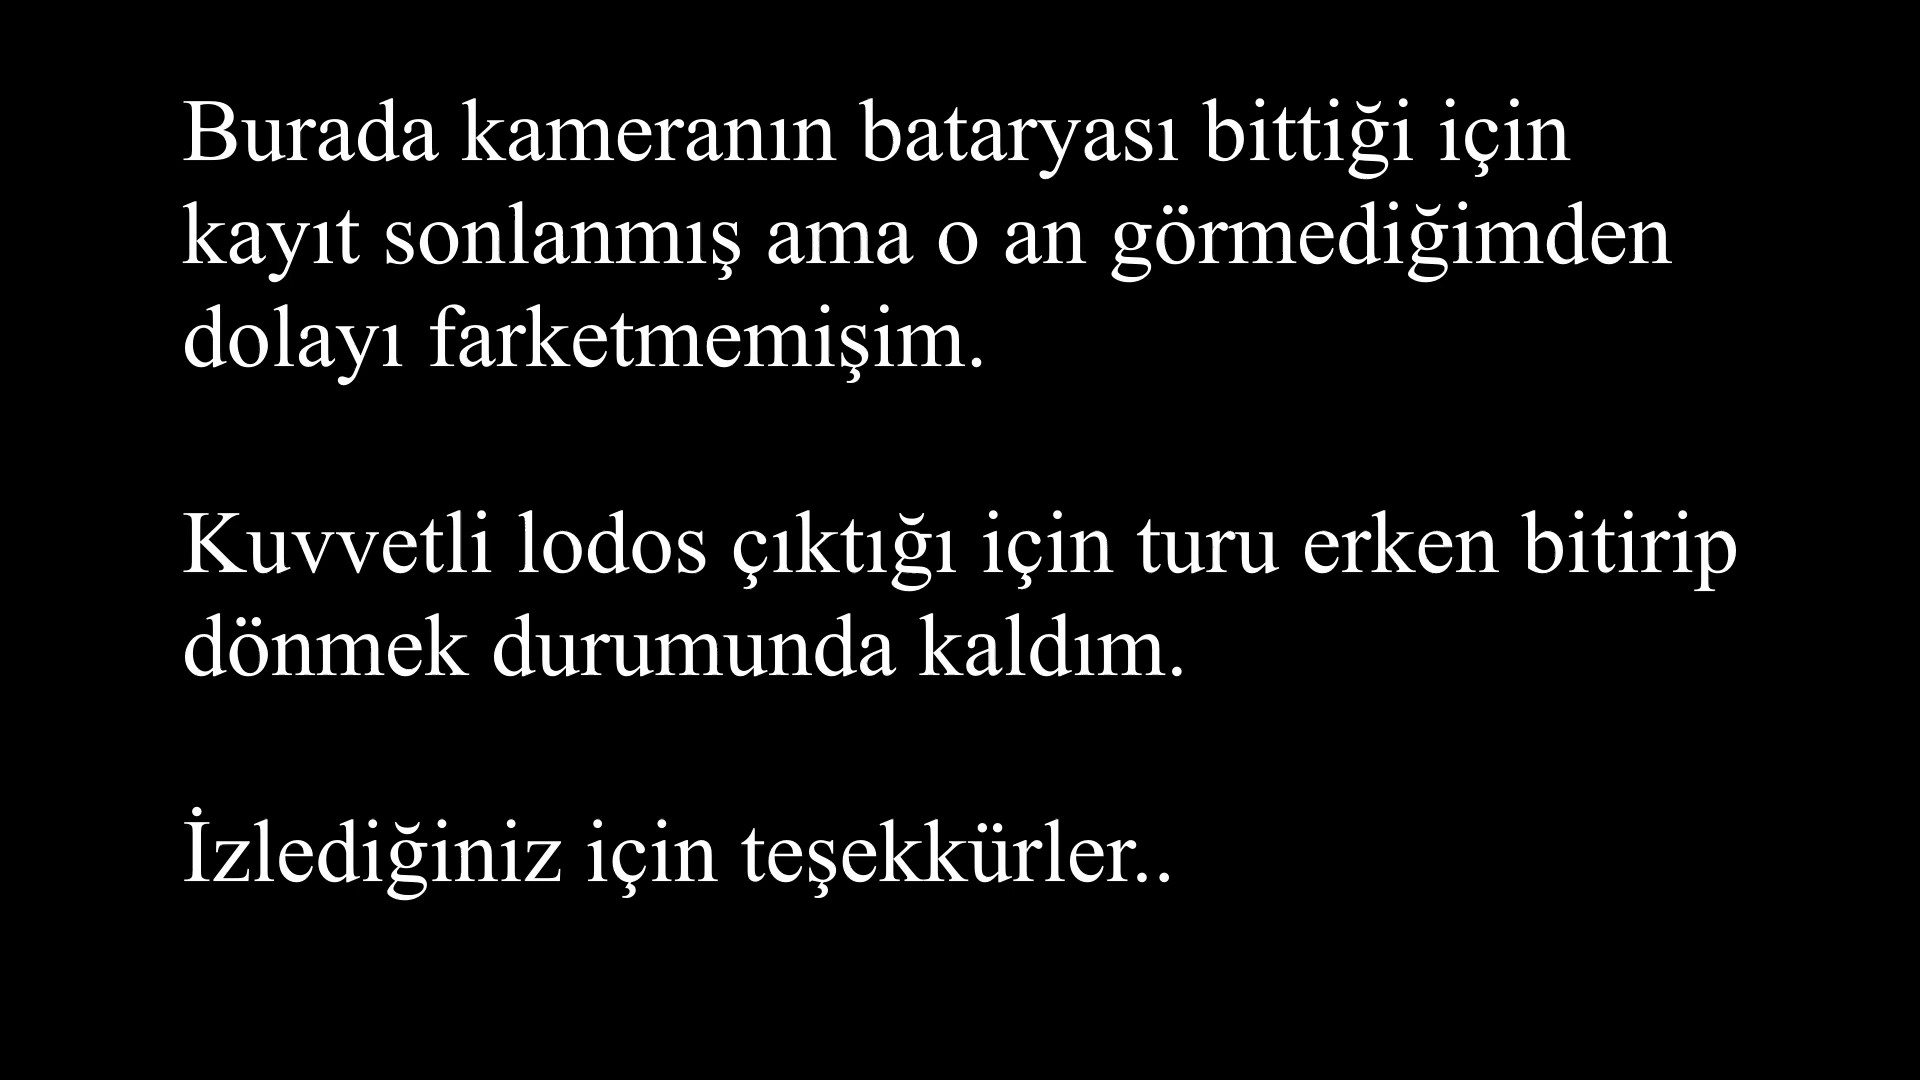 Burada kameranın bataryası bittiği için
kayıt sonlanmış ama o an görmediğimden
dolayı farketmemişim.
Kuvvetli lodos çıktığı için turu erken bitirip
dönmek durumunda kaldım.
İzlediğiniz için teşekkürler..